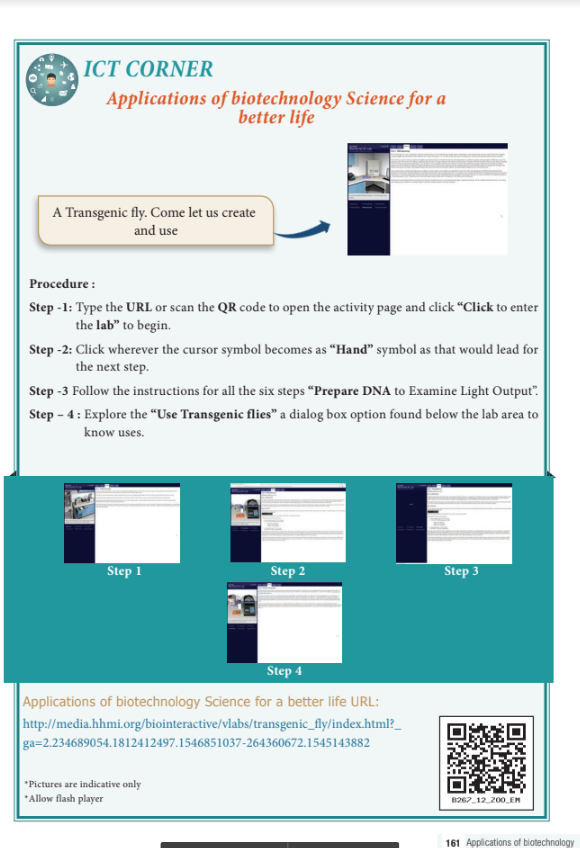 ICT CORNER
Applications of biotechnology Science for a
better life
A Transgenic fly. Come let us create
and use
Procedure :
Step -1: Type the URL or scan the QR code to open the activity page and click “Click to enter
the lab” to begin.
Step -2: Click wherever the cursor symbol becomes as “Hand” symbol as that would lead for
the next step.
Step -3 Follow the instructions for all the six steps “Prepare DNA to Examine Light Output”.
Step – 4 : Explore the “Use Transgenic flies” a dialog box option found below the lab area to
know uses.
Step 1
Step 2
Step 3
Step 4
Applications of biotechnology Science for a better life URL:
http://media.hhmi.org/biointeractive/vlabs/transgenic_fly/index.html?_
ga=2.234689054.1812412497.1546851037-264360672.1545143882
*Pictures are indicative only
*Allow flash player
B267_12_ZOO_EM
161 Applications of biotechnology